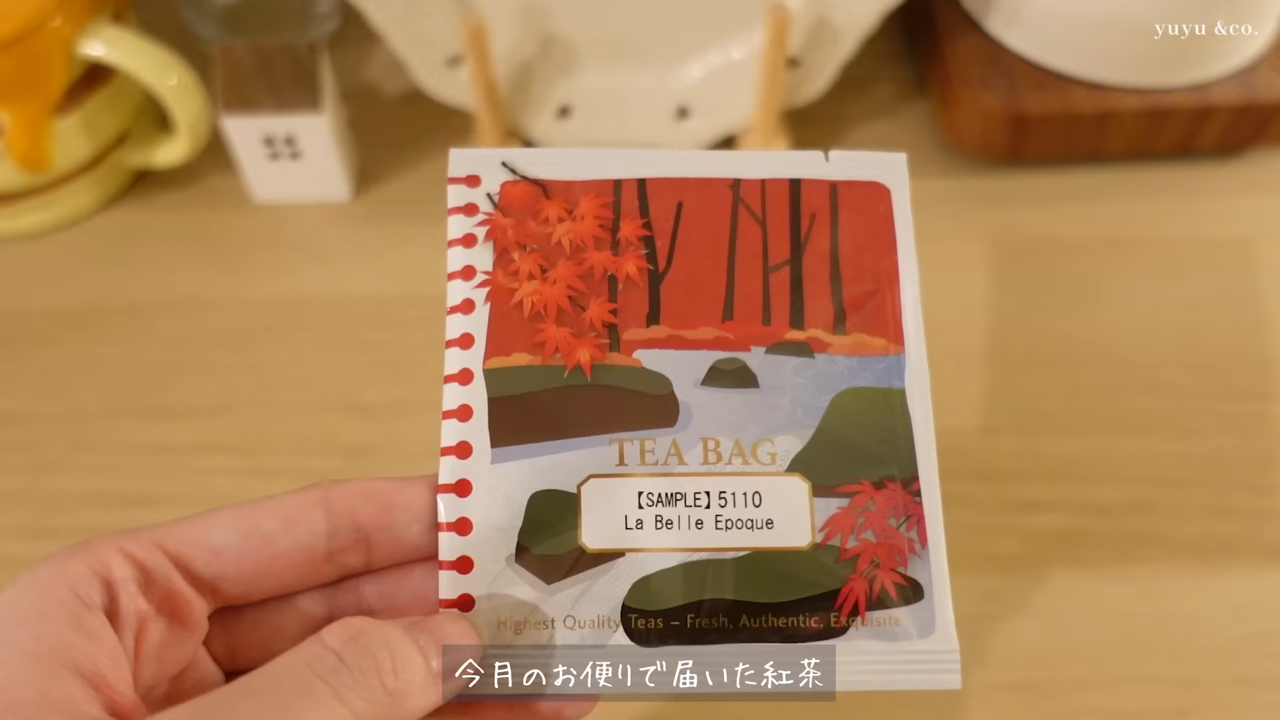 yuyu &co.
TEA BAG
【SAMPLE】5110
La Belle Epoque
Highest Quality Teas – Fresh, Authentic, Exquisite
今月のお便りで届いた紅茶